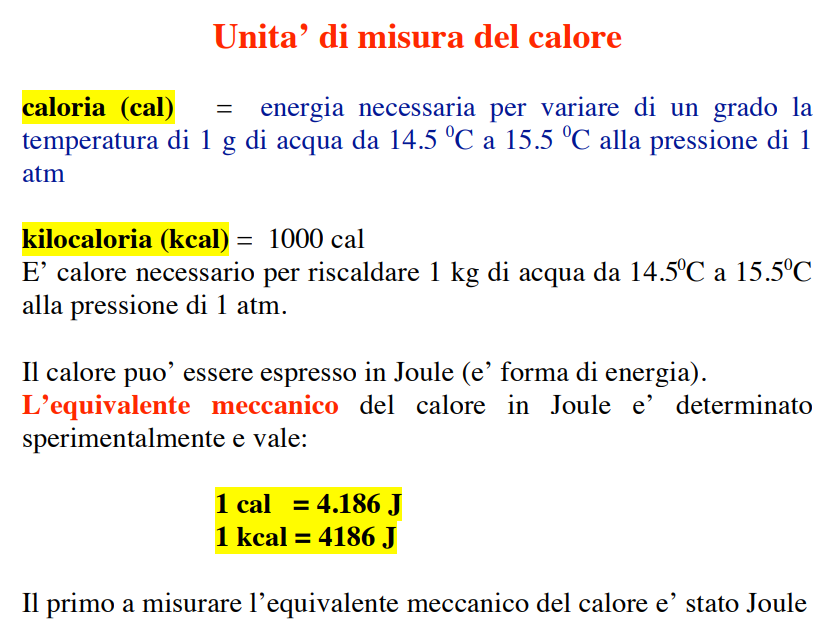 Unita’ di misura del calore
caloria (cal) = energia necessaria per variare di un grado la
temperatura di 1 g di acqua da 14.5 ⁰C a 15.5 ⁰C alla pressione di 1
atm
kilocaloria (kcal) = 1000 cal
E’ calore necessario per riscaldare 1 kg di acqua da 14.5⁰C a 15.5⁰C
alla pressione di 1 atm.
Il calore puo’ essere espresso in Joule (e’ forma di energia).
L’equivalente meccanico del calore in Joule e’ determinato
sperimentalmente e vale:
1 cal = 4.186 J
1 kcal = 4186 J
Il primo a misurare l’equivalente meccanico del calore e’ stato Joule